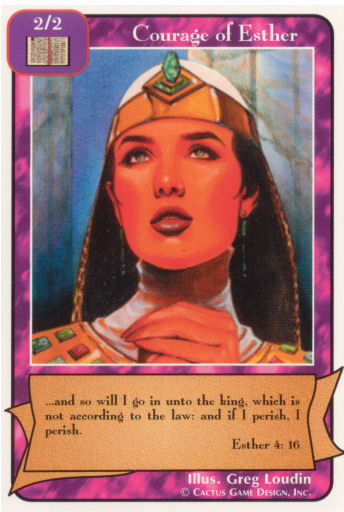 2/2
Courage of Esther
...and so will I go in unto the king, which is
not according to the law: and if I perish, I
perish.
Esther 4: 16
Illus. Greg Loudin
© Cactus Game Design, Inc.